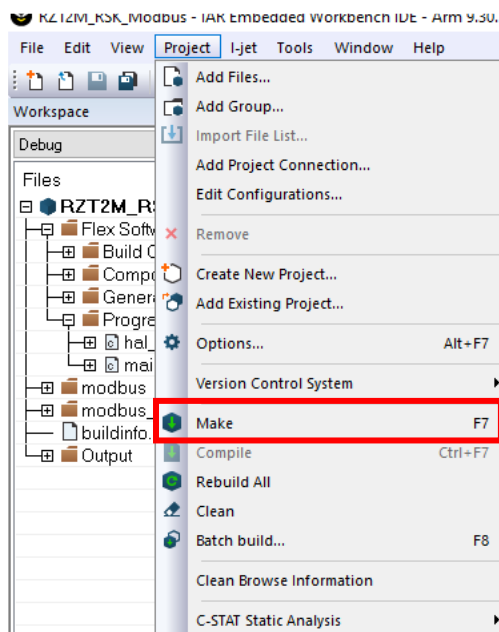 RZT2M_RSK_Modbus - IAR Embedded Workbench IDE - Arm 9.30.
File Edit View Project I-jet Tools Window Help
Workspace
Debug
Files
RZT2M_R
Flex Softw
Build C
Compo
Genera
Progra
hal_
mai
modbus
modbus_
buildinfo.
Output
Add Files...
Add Group...
Import File List...
Add Project Connection...
Edit Configurations...
Remove
Create New Project...
Add Existing Project...
Options... Alt+F7
Version Control System
Make F7
Compile Ctrl+F7
Rebuild All
Clean
Batch build... F8
Clean Browse Information
C-STAT Static Analysis